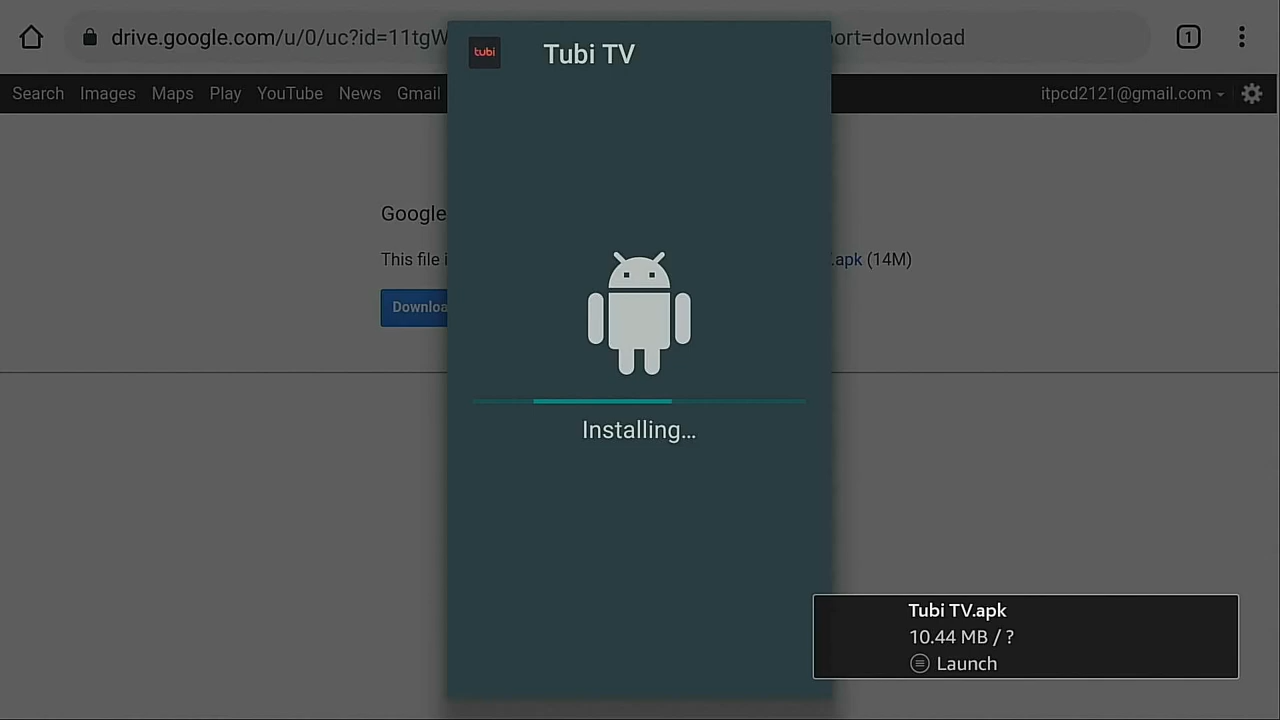 drive.google.com/u/0/uc?id=11tgW
port=download
1
tubi
Tubi TV
Search Images Maps Play YouTube News Gmail
itpcd2121@gmail.com
Google
This file i
.apk (14M)
Downloa
Installing...
Tubi TV.apk
10.44 MB / ?
Launch